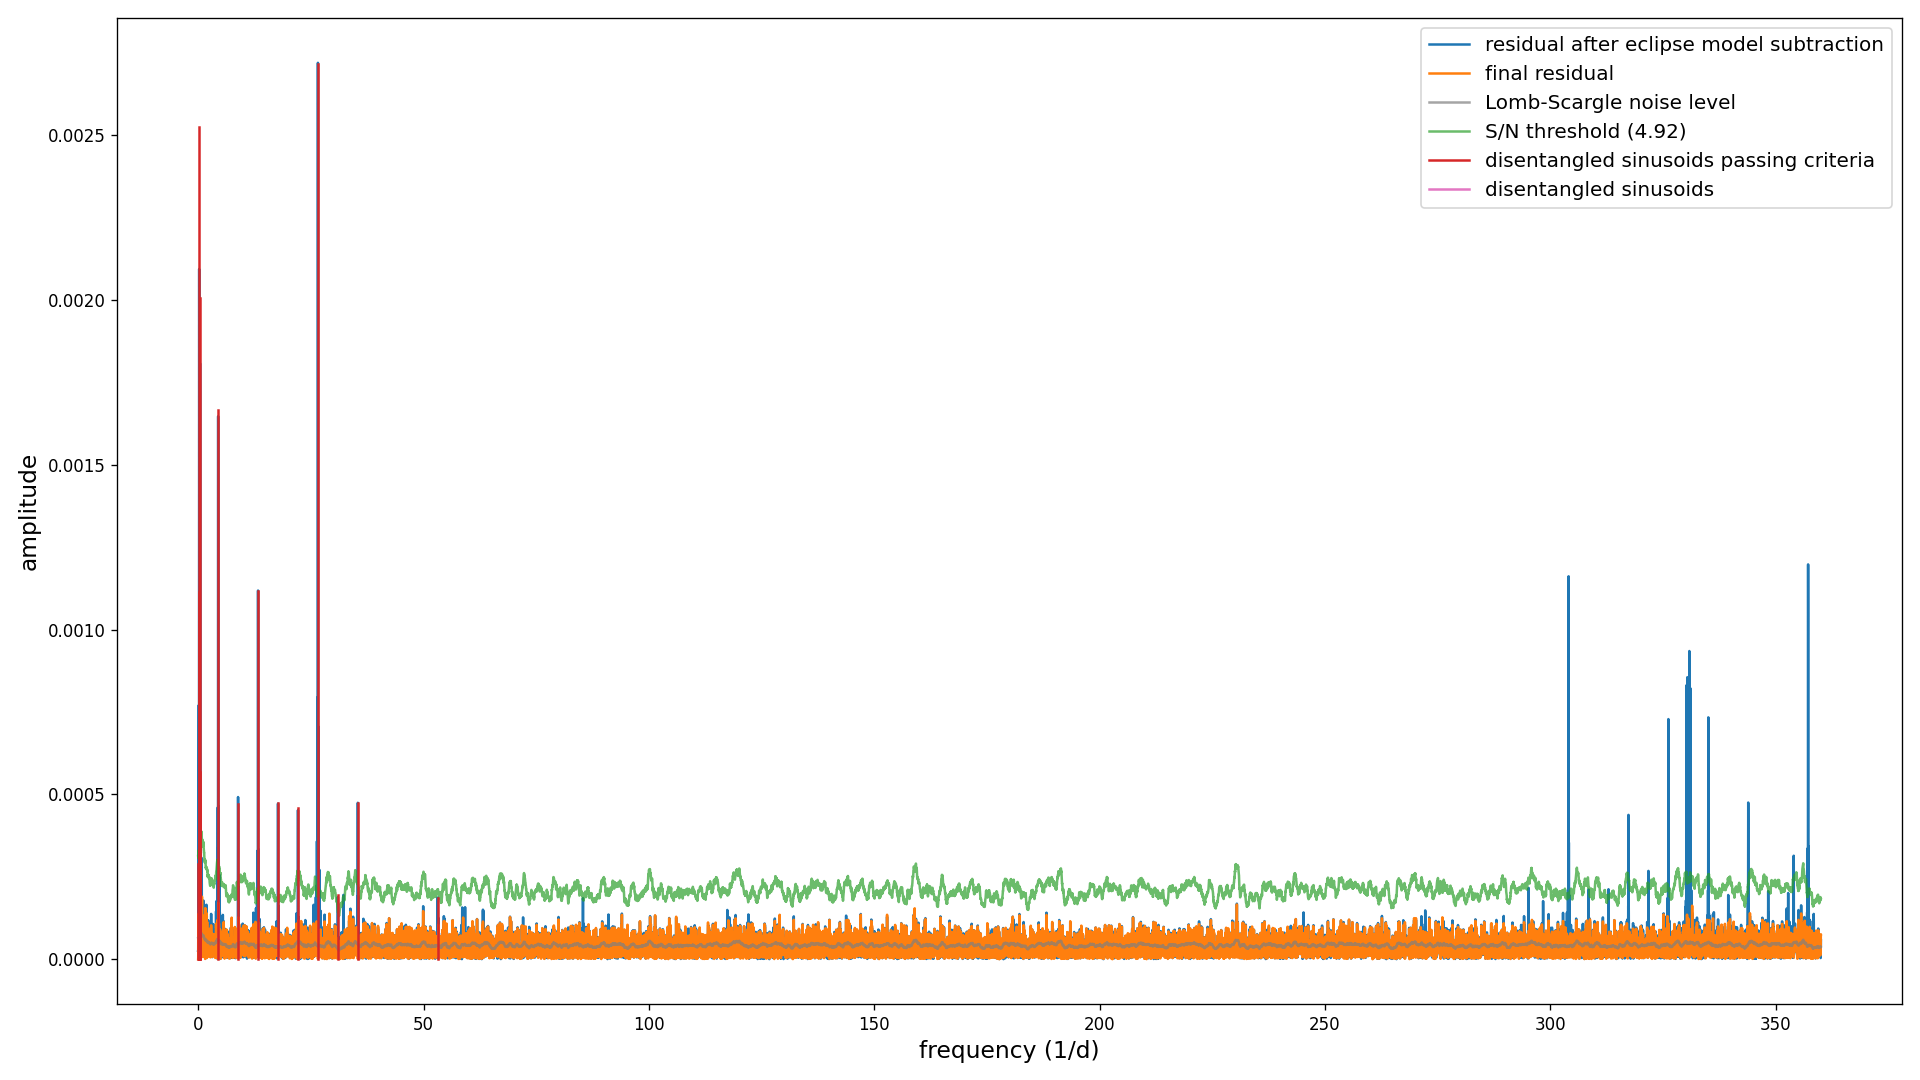 residual after eclipse model subtraction
final residual
Lomb-Scargle noise level
S/N threshold (4.92)
disentangled sinusoids passing criteria
disentangled sinusoids
amplitude
0.0025
0.0020
0.0015
0.0010
0.0005
0.0000
0 50 100 150 200 250 300 350
frequency (1/d)